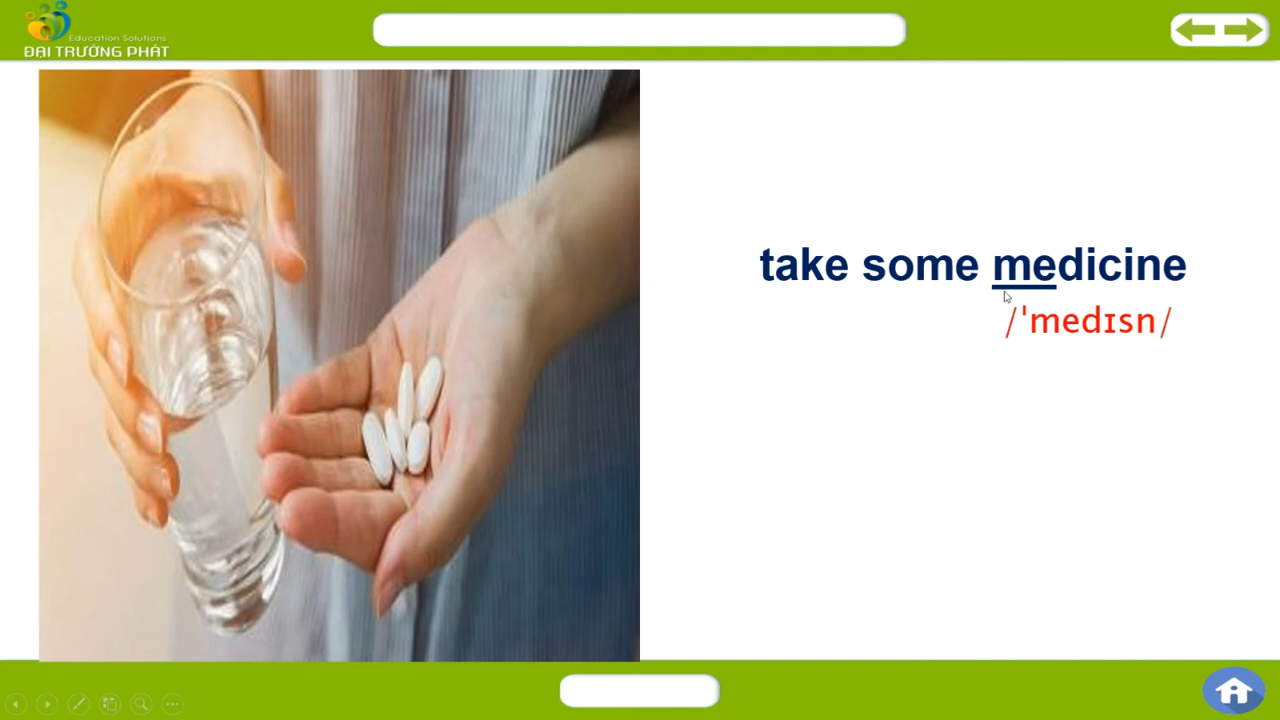 Education Solutions
ĐẠI TRƯỜNG PHÁT
take some medicine
/ˈmedɪsn/